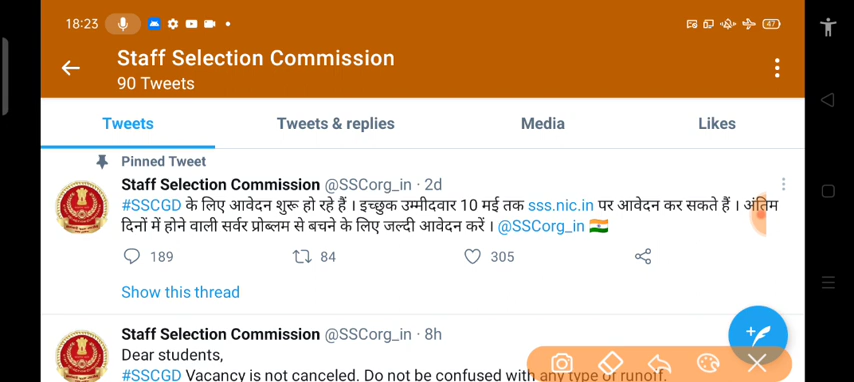 18:23
47
Staff Selection Commission
90 Tweets
Tweets
Tweets & replies
Media
Likes
Pinned Tweet
Staff Selection Commission @SSCorg_in · 2d
#SSCGD के लिए आवेदन शुरू हो रहे हैं । इच्छुक उम्मीदवार 10 मई तक sss.nic.in पर आवेदन कर सकते हैं । अंतिम
दिनों में होने वाली सर्वर प्रोब्लम से बचने के लिए जल्दी आवेदन करें । @SSCorg_in 🇮🇳
189
84
305
Show this thread
Staff Selection Commission @SSCorg_in · 8h
Dear students,
#SSCGD Vacancy is not canceled. Do not be confused with any type of runoff.